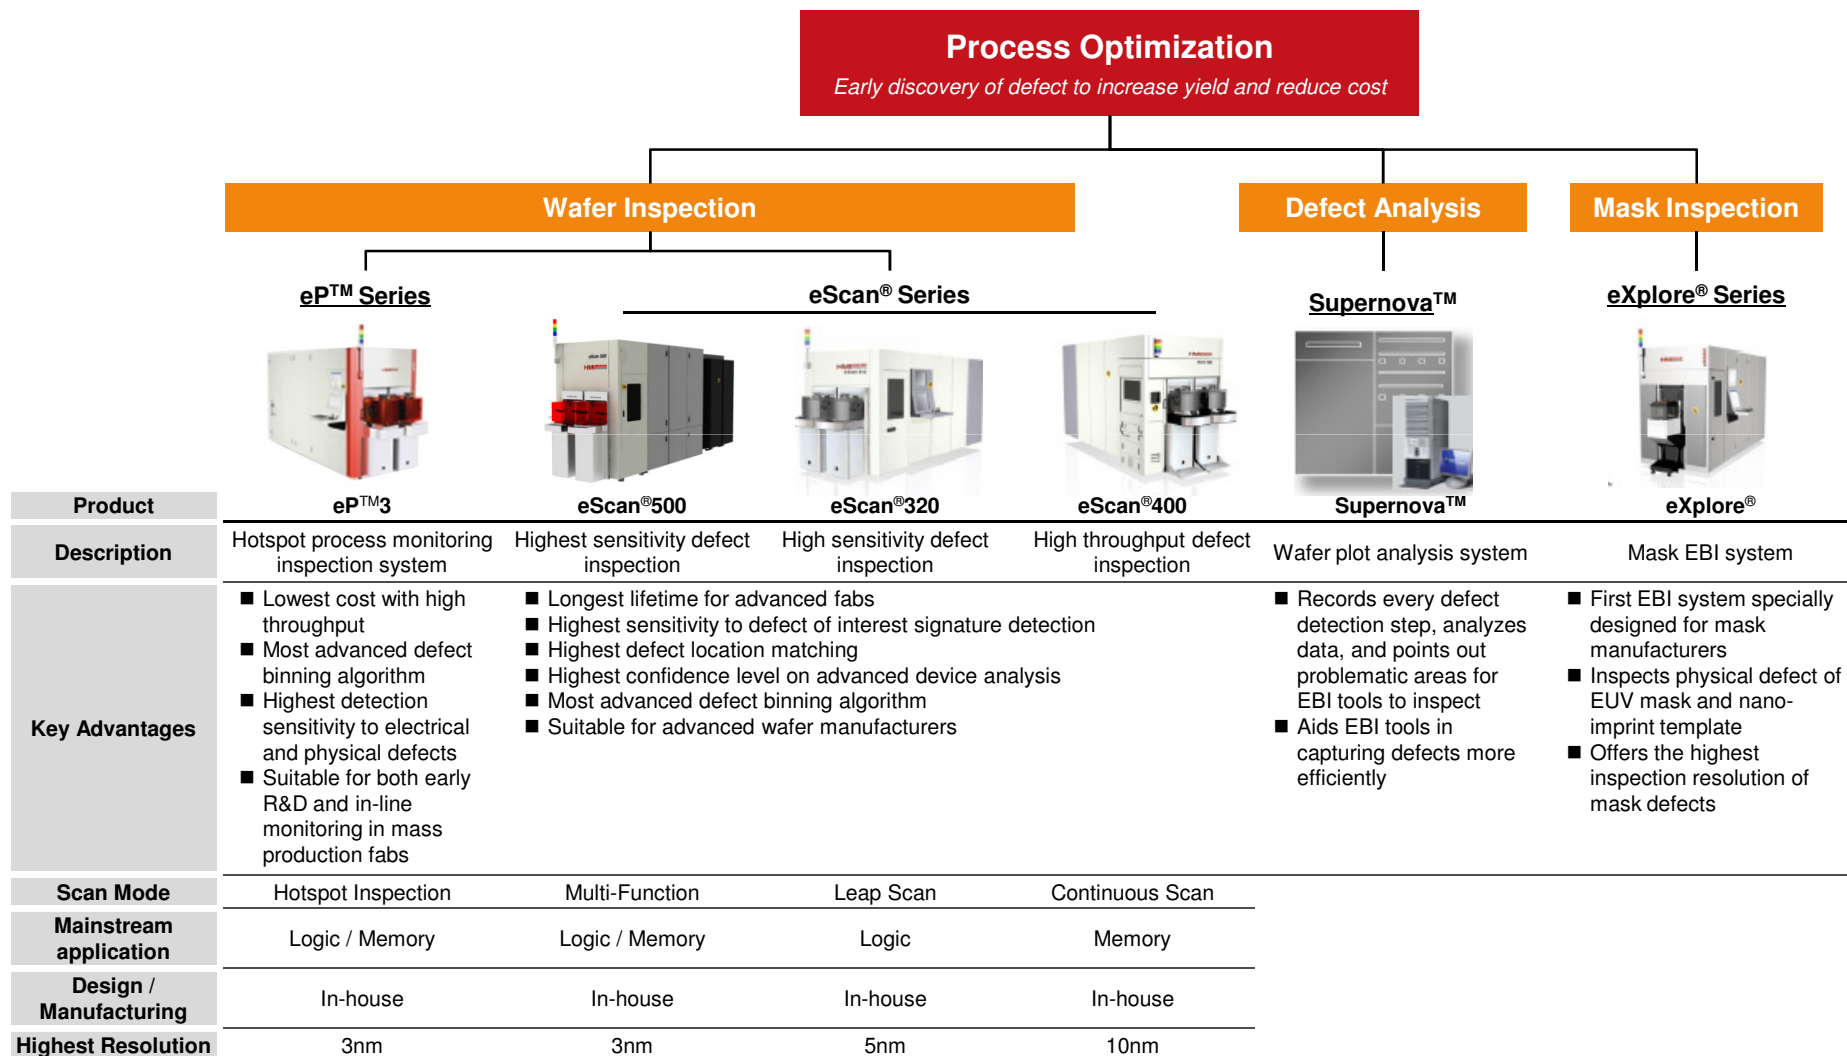 Process Optimization
Early discovery of defect to increase yield and reduce cost
Wafer Inspection
Defect Analysis
Mask Inspection
eP™ Series
eScan® Series
Supernova™
eXplore® Series
Product
eP™3
eScan®500
eScan®320
eScan®400
Supernova™
eXplore®
Description
Hotspot process monitoring
inspection system
Highest sensitivity defect
inspection
High sensitivity defect
inspection
High throughput defect
inspection
Wafer plot analysis system
Mask EBI system
Key Advantages
■ Lowest cost with high
throughput
■ Most advanced defect
binning algorithm
■ Highest detection
sensitivity to electrical
and physical defects
■ Suitable for both early
R&D and in-line
monitoring in mass
production fabs
■ Longest lifetime for advanced fabs
■ Highest sensitivity to defect of interest signature detection
■ Highest defect location matching
■ Highest confidence level on advanced device analysis
■ Most advanced defect binning algorithm
■ Suitable for advanced wafer manufacturers
■ Records every defect
detection step, analyzes
data, and points out
problematic areas for
EBI tools to inspect
■ Aids EBI tools in
capturing defects more
efficiently
■ First EBI system specially
designed for mask
manufacturers
■ Inspects physical defect of
EUV mask and nano-
imprint template
■ Offers the highest
inspection resolution of
mask defects
Scan Mode
Hotspot Inspection
Multi-Function
Leap Scan
Continuous Scan
Mainstream
application
Logic / Memory
Logic / Memory
Logic
Memory
Design /
Manufacturing
In-house
In-house
In-house
In-house
Highest Resolution
3nm
3nm
5nm
10nm